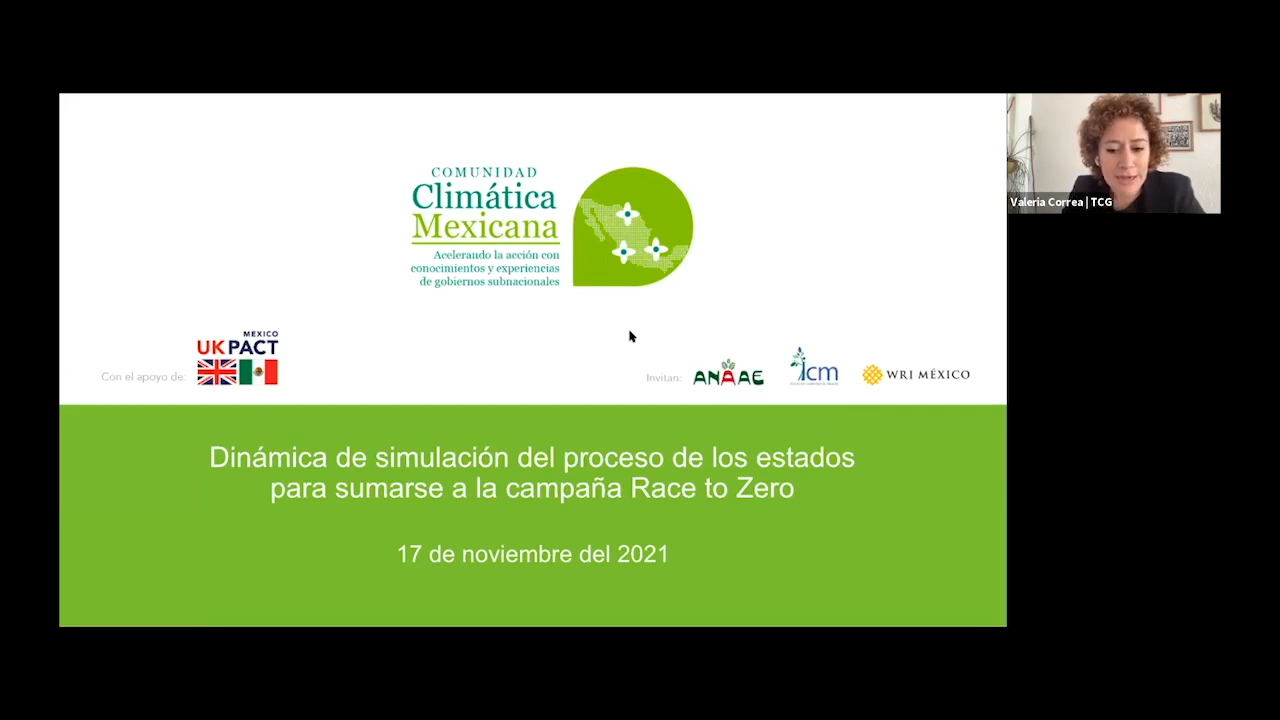 COMUNIDAD
Climática
Mexicana
Acelerando la acción con
conocimientos y experiencias
de gobiernos subnacionales
Valeria Correa | TCG
Con el apoyo de:
MEXICO
UKPACT
Invitan:
ANAAE
icm
WRI MÉXICO
Dinámica de simulación del proceso de los estados
para sumarse a la campaña Race to Zero
17 de noviembre del 2021